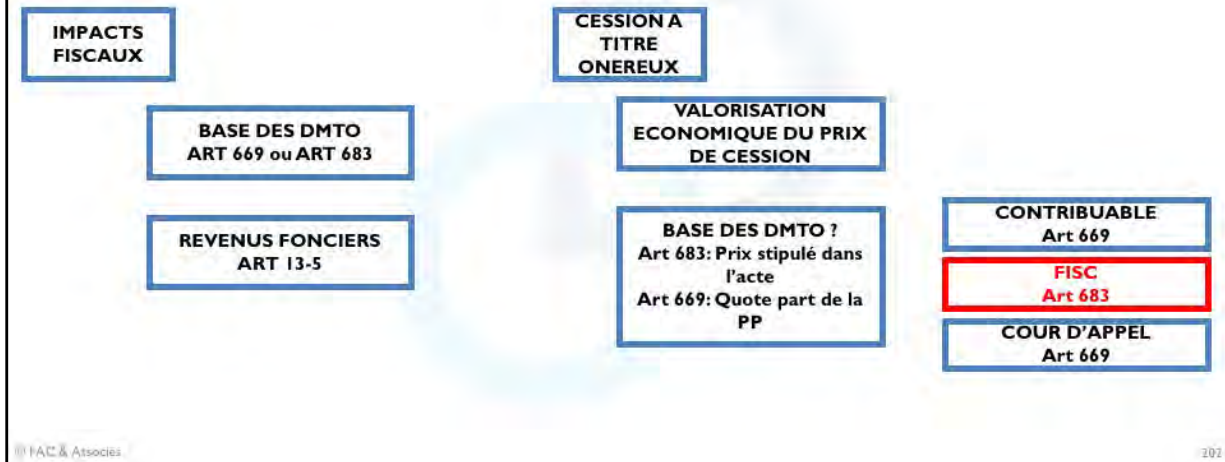 IMPACTS
FISCAUX
CESSION A
TITRE
ONEREUX
BASE DES DMTO
ART 669 ou ART 683
VALORISATION
ECONOMIQUE DU PRIX
DE CESSION
REVENUS FONCIERS
ART 13-5
BASE DES DMTO ?
Art 683: Prix stipulé dans
l'acte
Art 669: Quote part de la
PP
CONTRIBUABLE
Art 669
FISC
Art 683
COUR D'APPEL
Art 669
© FAC & Associés
202